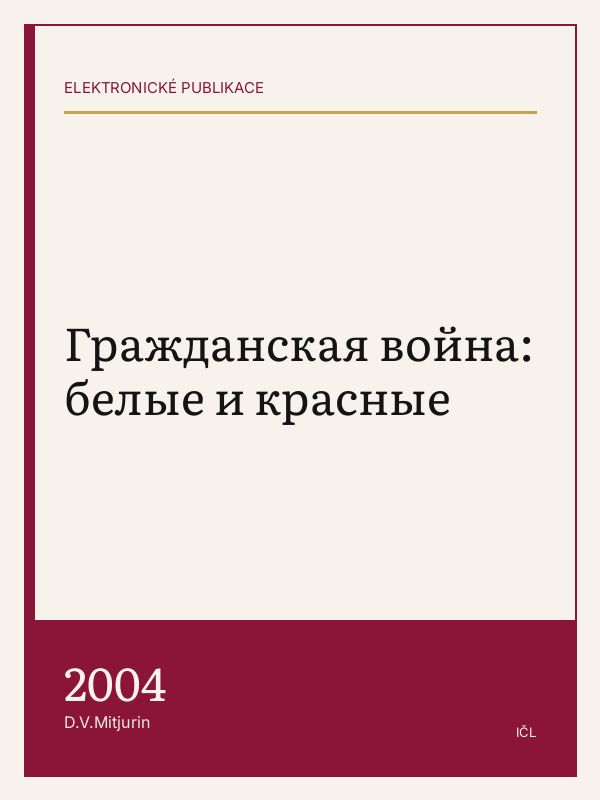 ELEKTRONICKÉ PUBLIKACE
Гражданская война:
белые и красные
2004
D.V.Mitjurin
IČL